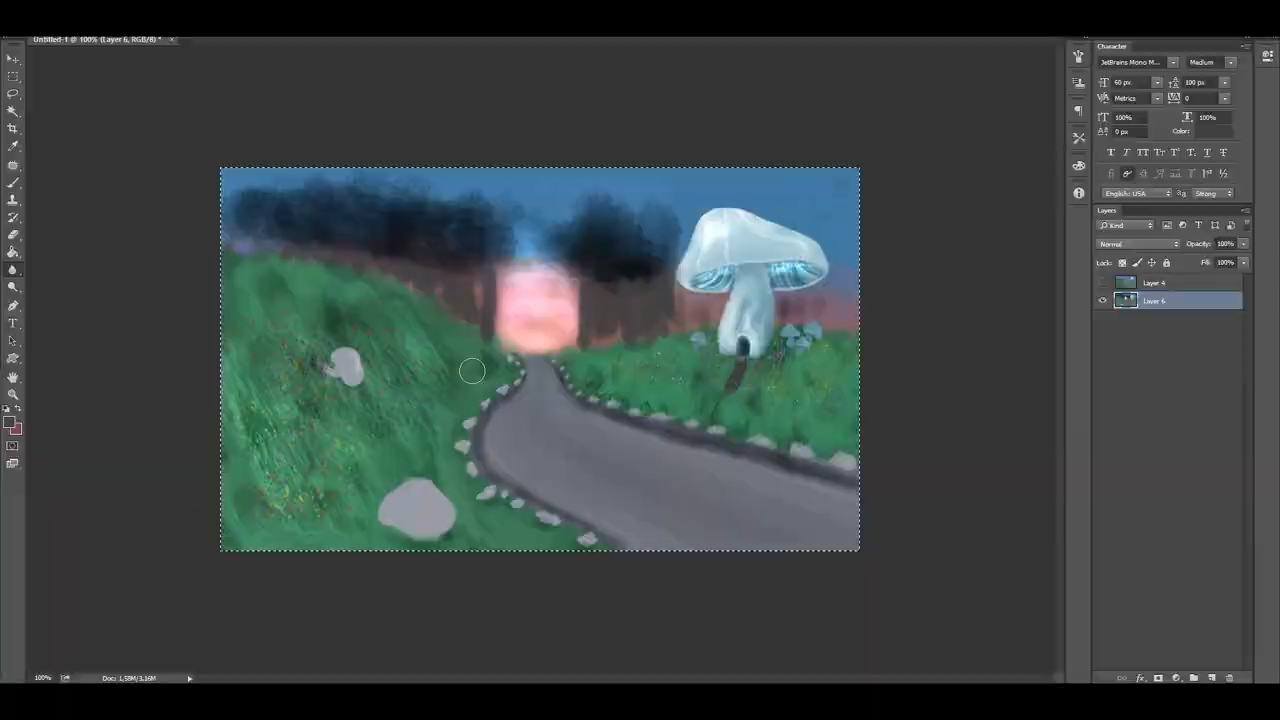 Untitled-1 @ 100% (Layer 6, RGB/8) *
Character
JetBrains Mono M...
Medium
60 px
100 px
Metrics
0
100%
100%
0 px
Color:
English: USA
Strong
Layers
Kind
Normal
Opacity: 100%
Lock:
Fill: 100%
Layer 4
Layer 6
100%
Doc: 1,58M/3,16M